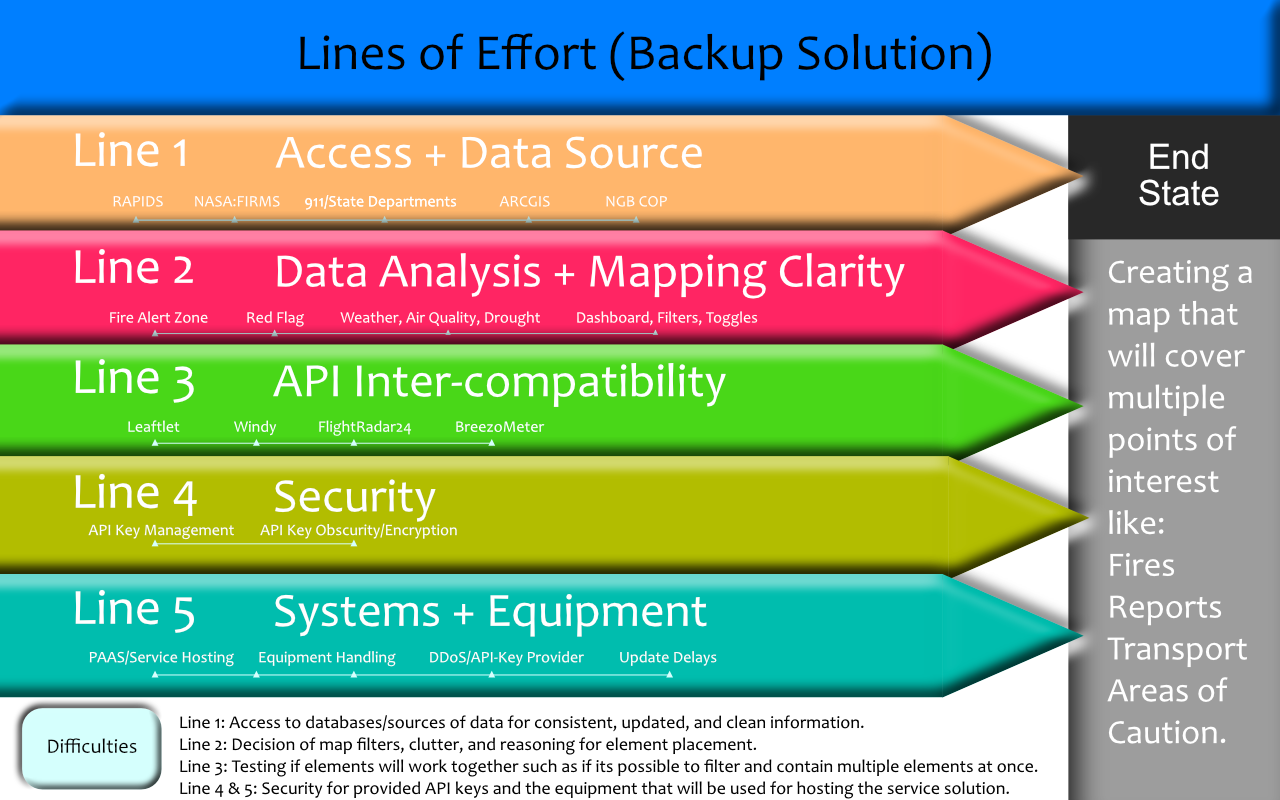 Lines of Effort (Backup Solution)
Line 1 Access + Data Source
RAPIDS NASA:FIRMS 911/State Departments ARCGIS NGB COP
Line 2 Data Analysis + Mapping Clarity
Fire Alert Zone Red Flag Weather, Air Quality, Drought Dashboard, Filters, Toggles
Line 3 API Inter-compatibility
Leaftlet Windy FlightRadar24 BreezoMeter
Line 4 Security
API Key Management API Key Obscurity/Encryption
Line 5 Systems + Equipment
PAAS/Service Hosting Equipment Handling DDoS/API-Key Provider Update Delays
End
State
Creating a
map that
will cover
multiple
points of
interest
like:
Fires
Reports
Transport
Areas of
Caution.
Difficulties
Line 1: Access to databases/sources of data for consistent, updated, and clean information.
Line 2: Decision of map filters, clutter, and reasoning for element placement.
Line 3: Testing if elements will work together such as if its possible to filter and contain multiple elements at once.
Line 4 & 5: Security for provided API keys and the equipment that will be used for hosting the service solution.